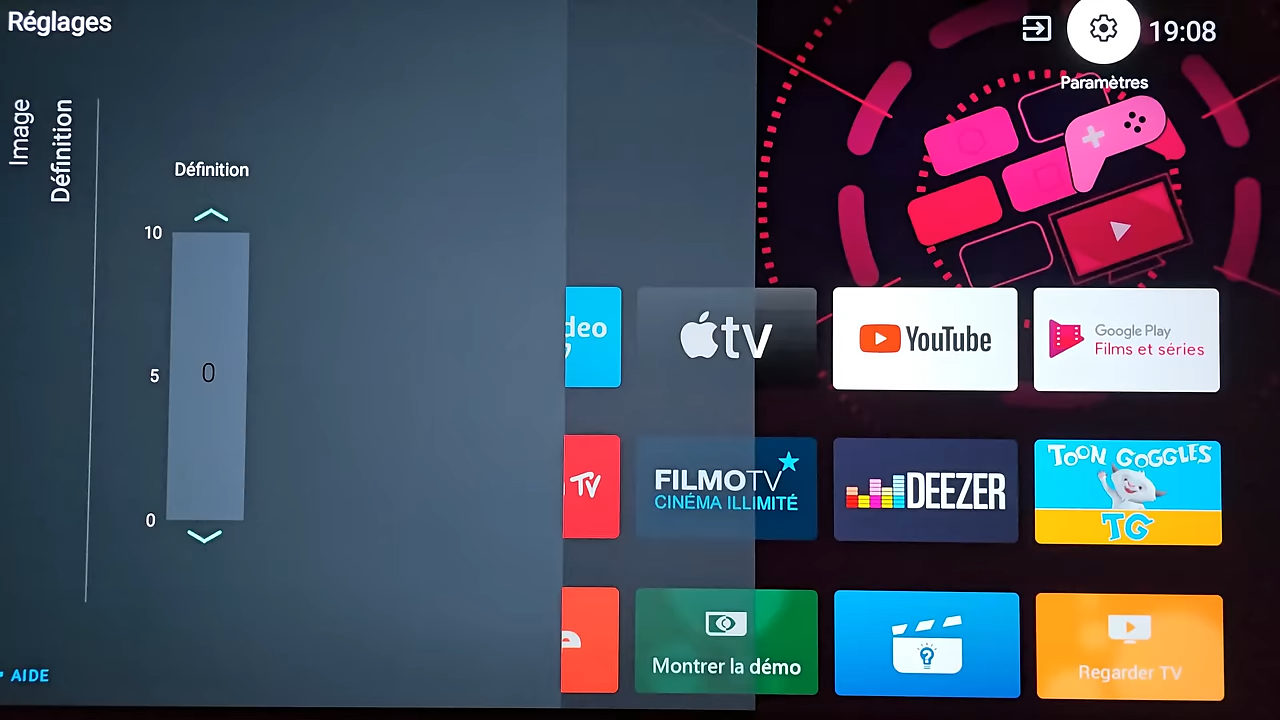 Réglages
Image
Définition
Définition
10
5
0
0
AIDE
19:08
Paramètres
deo
tv
YouTube
Google Play
Films et séries
TV
FILMOTV
CINÉMA ILLIMITÉ
DEEZER
TOON GOGGLES
TG
Montrer la démo
Regarder TV